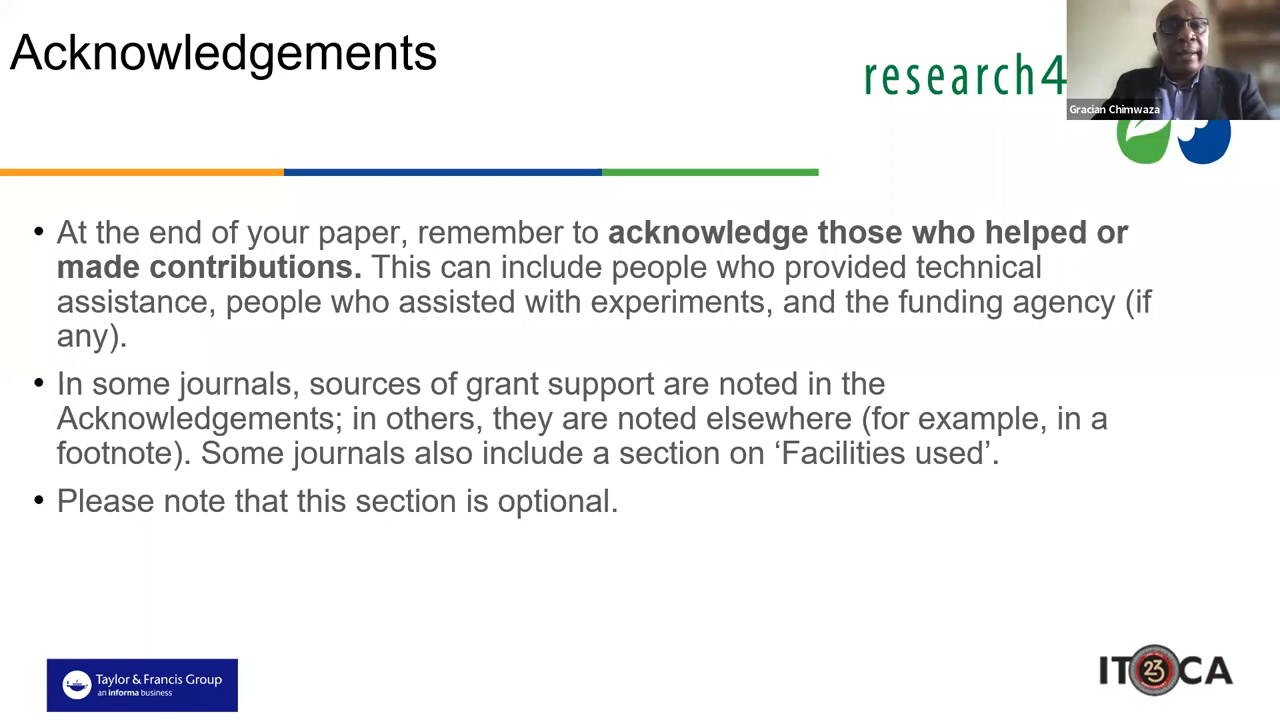 Acknowledgements
research4
Gracian Chimwaza
• At the end of your paper, remember to acknowledge those who helped or
made contributions. This can include people who provided technical
assistance, people who assisted with experiments, and the funding agency (if
any).
• In some journals, sources of grant support are noted in the
Acknowledgements; in others, they are noted elsewhere (for example, in a
footnote). Some journals also include a section on ‘Facilities used’.
• Please note that this section is optional.
Taylor & Francis Group
an informa business
ITOCA
23